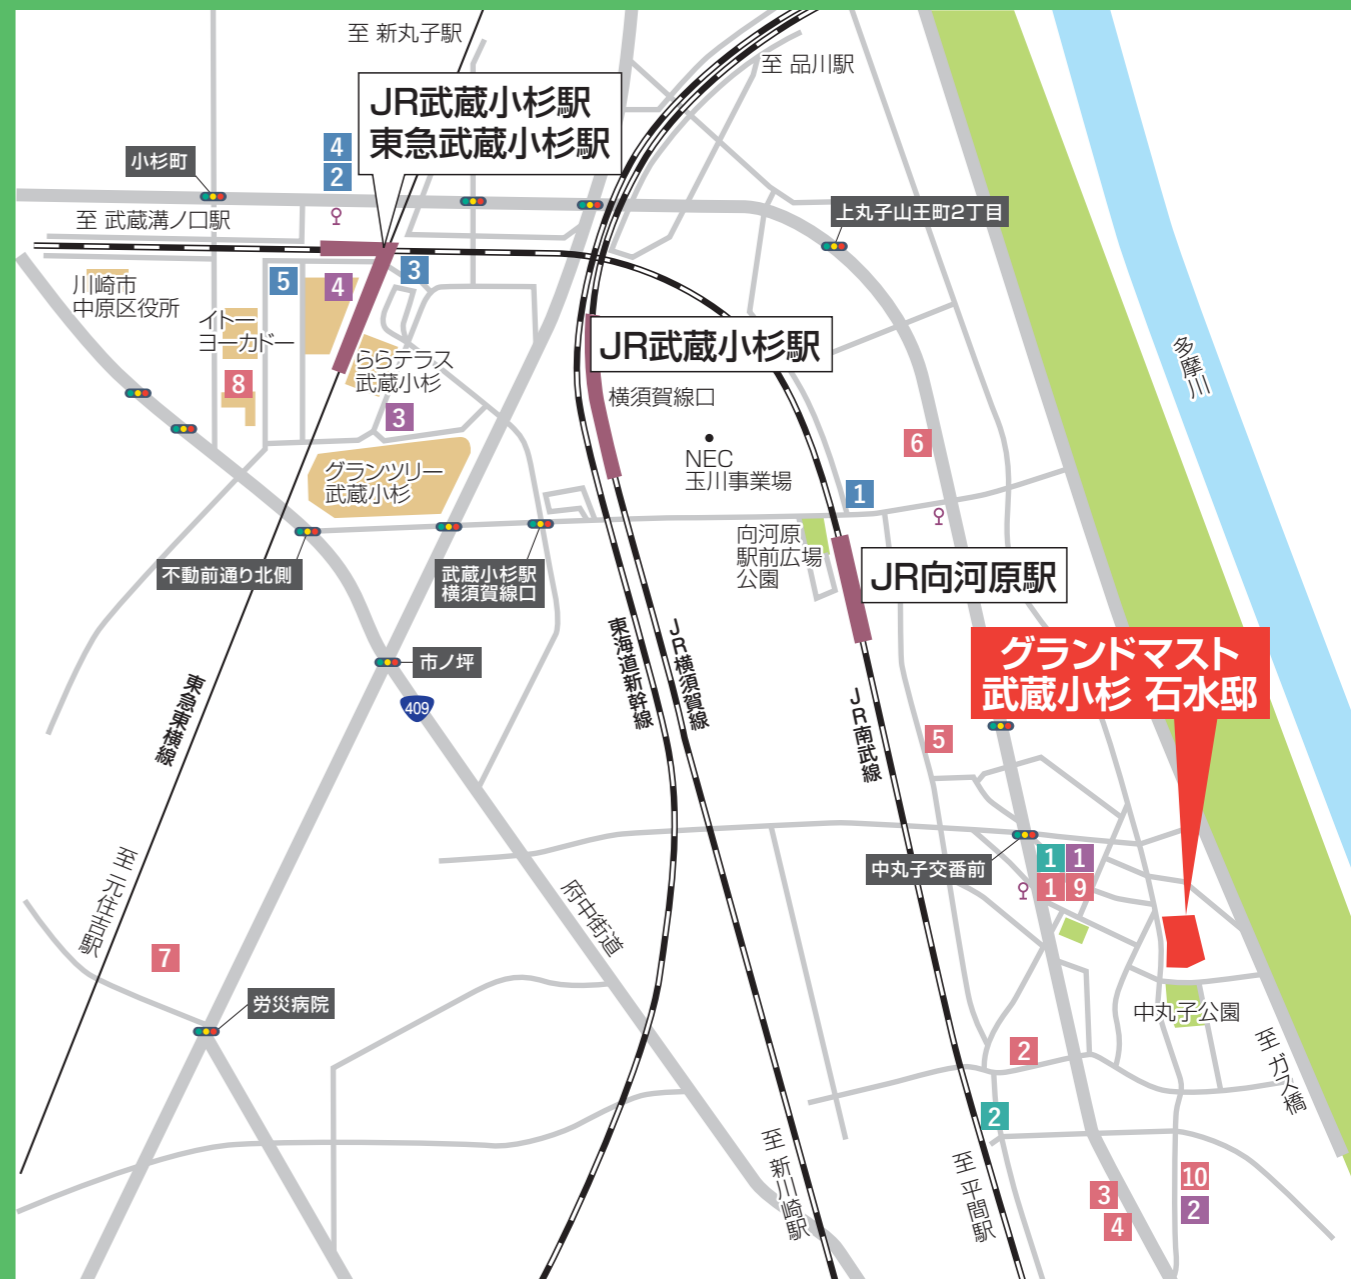 至 新丸子駅
至 品川駅
JR武蔵小杉駅
東急武蔵小杉駅
4
2
小杉町
至 武蔵溝ノ口駅
上丸子山王町2丁目
川崎市
中原区役所
5
4
3
イトー
ヨーカドー
ららテラス
武蔵小杉
8
3
JR武蔵小杉駅
横須賀線口
多摩川
NEC
玉川事業場
6
1
グランツリー
武蔵小杉
向河原
駅前広場
公園
不動前通り北側
武蔵小杉駅
横須賀線口
JR向河原駅
市ノ坪
409
東急東横線
東海道新幹線
JR横須賀線
JR南武線
グランドマスト
武蔵小杉 石水邸
5
中丸子交番前
1
1
1
9
至 元住吉駅
府中街道
7
労災病院
中丸子公園
至 ガス橋
2
2
至 新川崎駅
至 平間駅
3
4
10
2